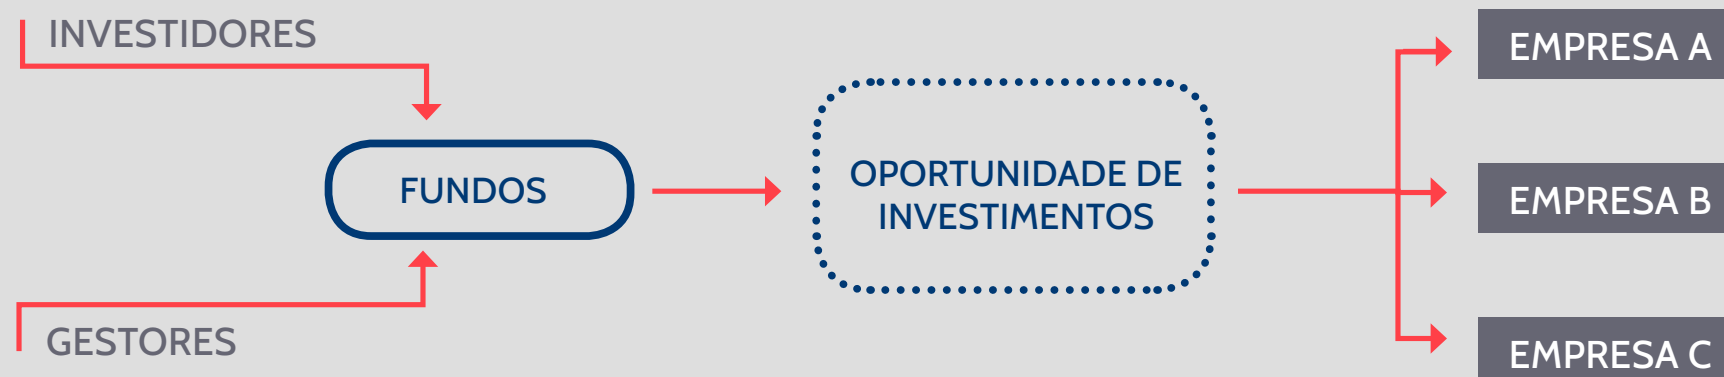 INVESTIDORES
FUNDOS
GESTORES
OPORTUNIDADE DE
INVESTIMENTOS
EMPRESA A
EMPRESA B
EMPRESA C